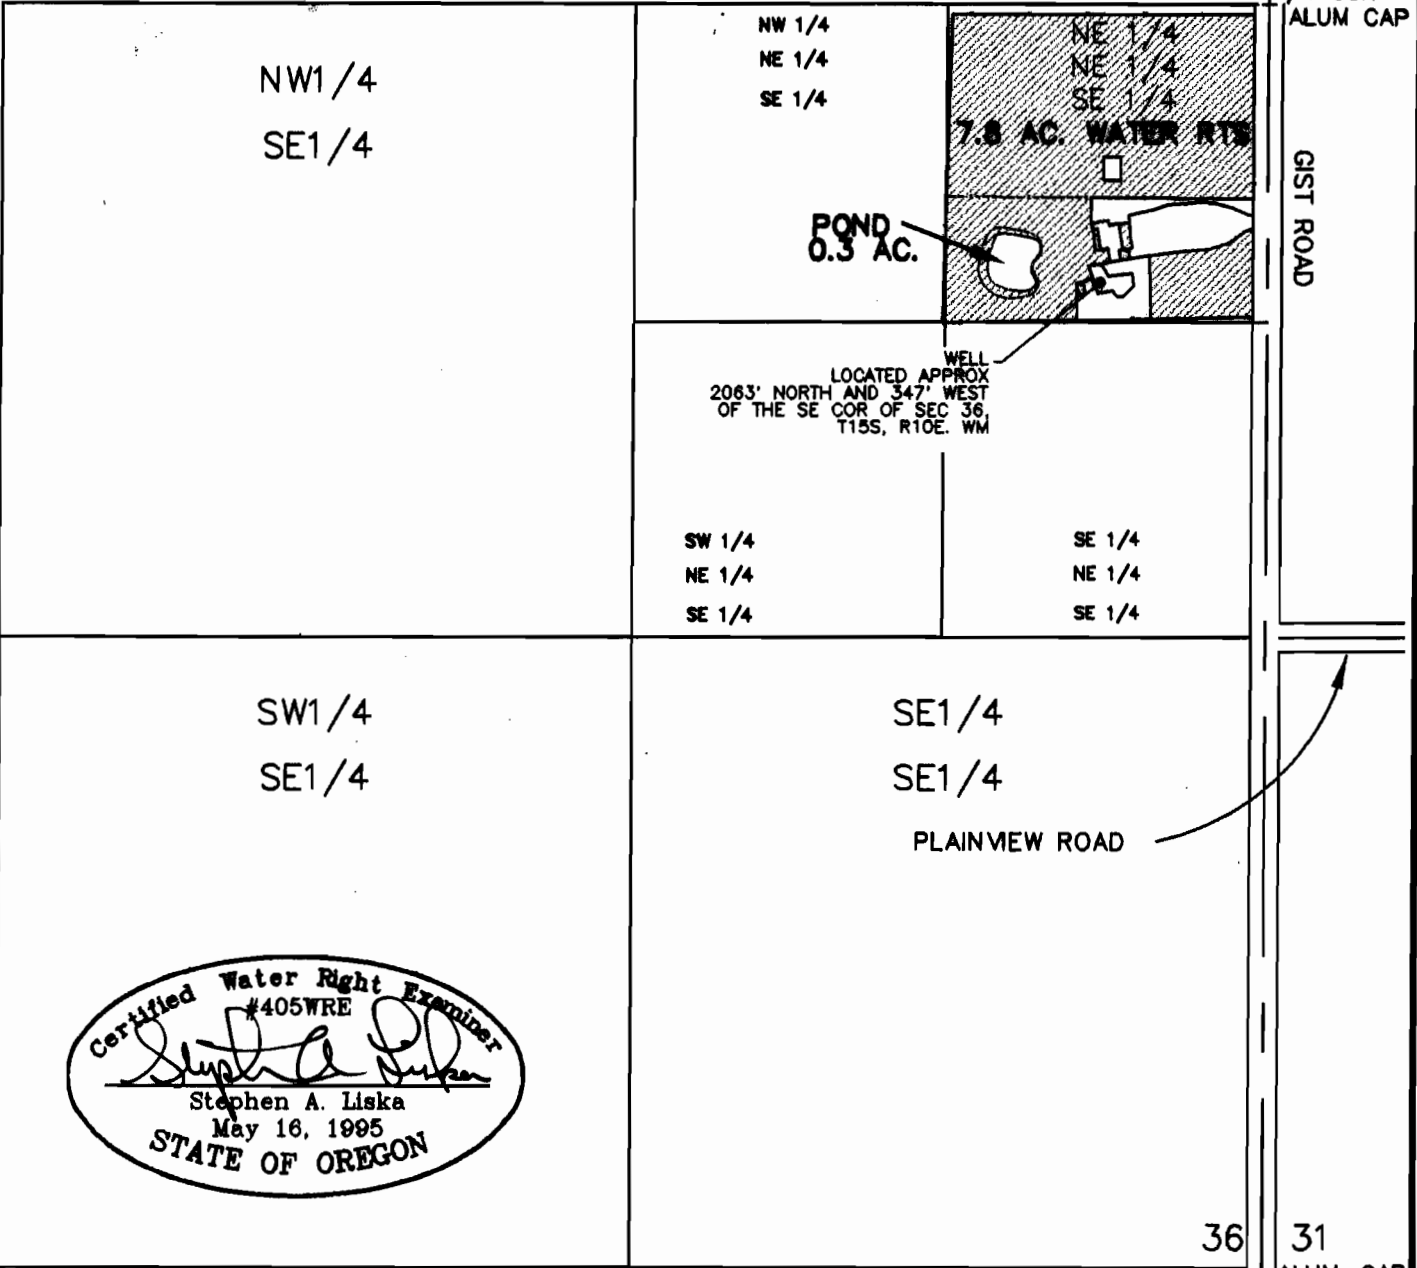 ALUM CAP
NW1/4
SE1/4
NW 1/4
NE 1/4
SE 1/4
NE 1/4
NE 1/4
SE 1/4
7.8 AC. WATER RTS
GIST ROAD
POND
0.3 AC.
WELL
LOCATED APPROX
2063' NORTH AND 347' WEST
OF THE SE COR OF SEC 36,
T15S, R10E. WM
SW 1/4
NE 1/4
SE 1/4
SE 1/4
NE 1/4
SE 1/4
SW1/4
SE1/4
SE1/4
SE1/4
PLAINVIEW ROAD
Certified Water Right Examiner
#405WRE
Stephen A. Liska
Stephen A. Liska
May 16, 1995
STATE OF OREGON
36
31
ALUM CAP